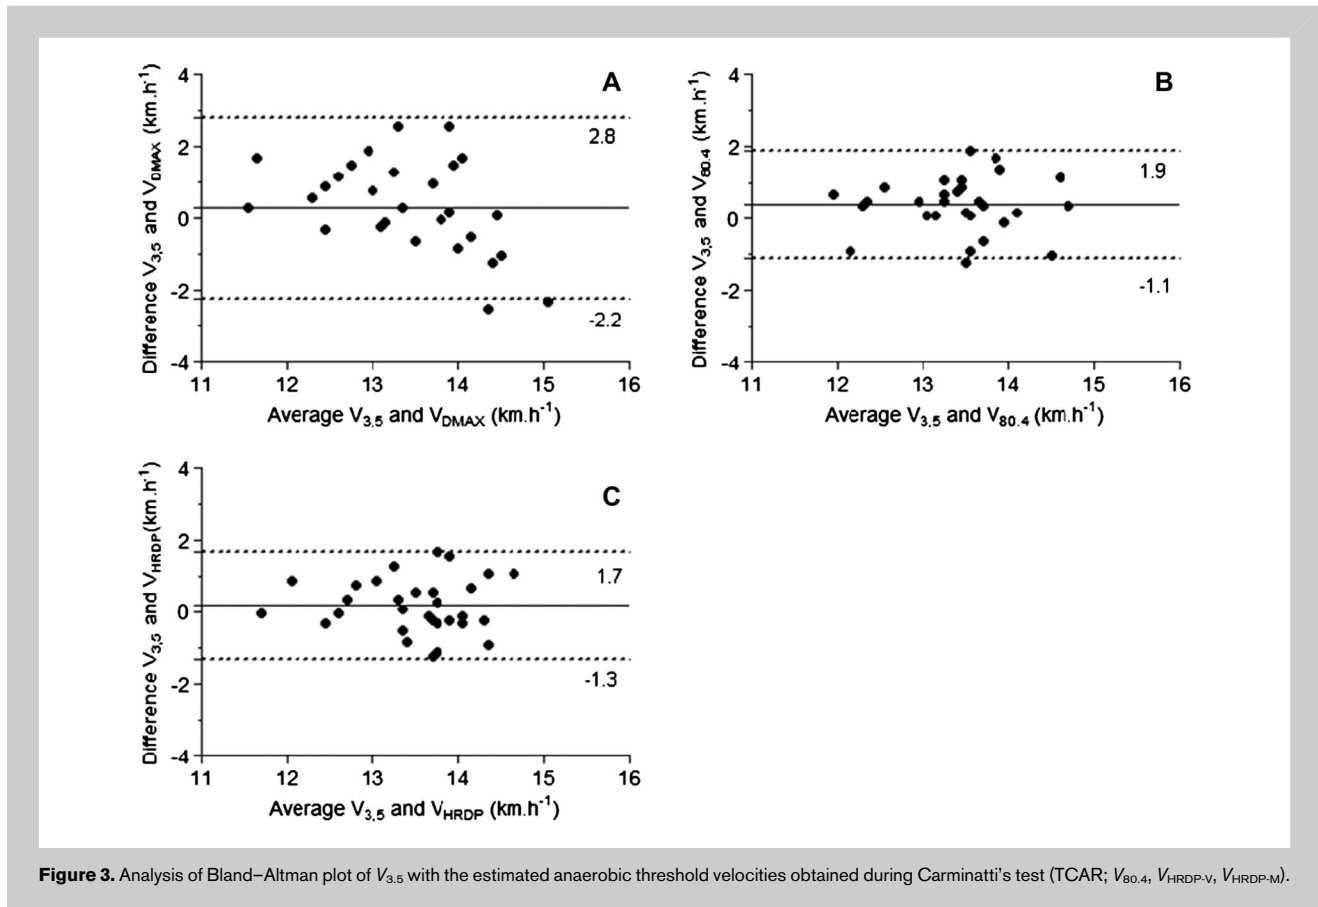 A
Difference V3,5 and VDMAX (km.h-1)
4
2
0
-2
-4
2.8
-2.2
11 12 13 14 15 16
Average V3,5 and VDMAX (km.h-1)
B
Difference V3,5 and V80.4 (km.h-1)
4
2
0
-2
-4
1.9
-1.1
11 12 13 14 15 16
Average V3,5 and V80.4 (km.h-1)
C
Difference V3,5 and VHRDP(km.h-1)
4
2
0
-2
-4
1.7
-1.3
11 12 13 14 15 16
Average V3,5 and VHRDP (km.h-1)
Figure 3. Analysis of Bland–Altman plot of V3.5 with the estimated anaerobic threshold velocities obtained during Carminatti's test (TCAR; V80.4, VHRDP-V, VHRDP-M).